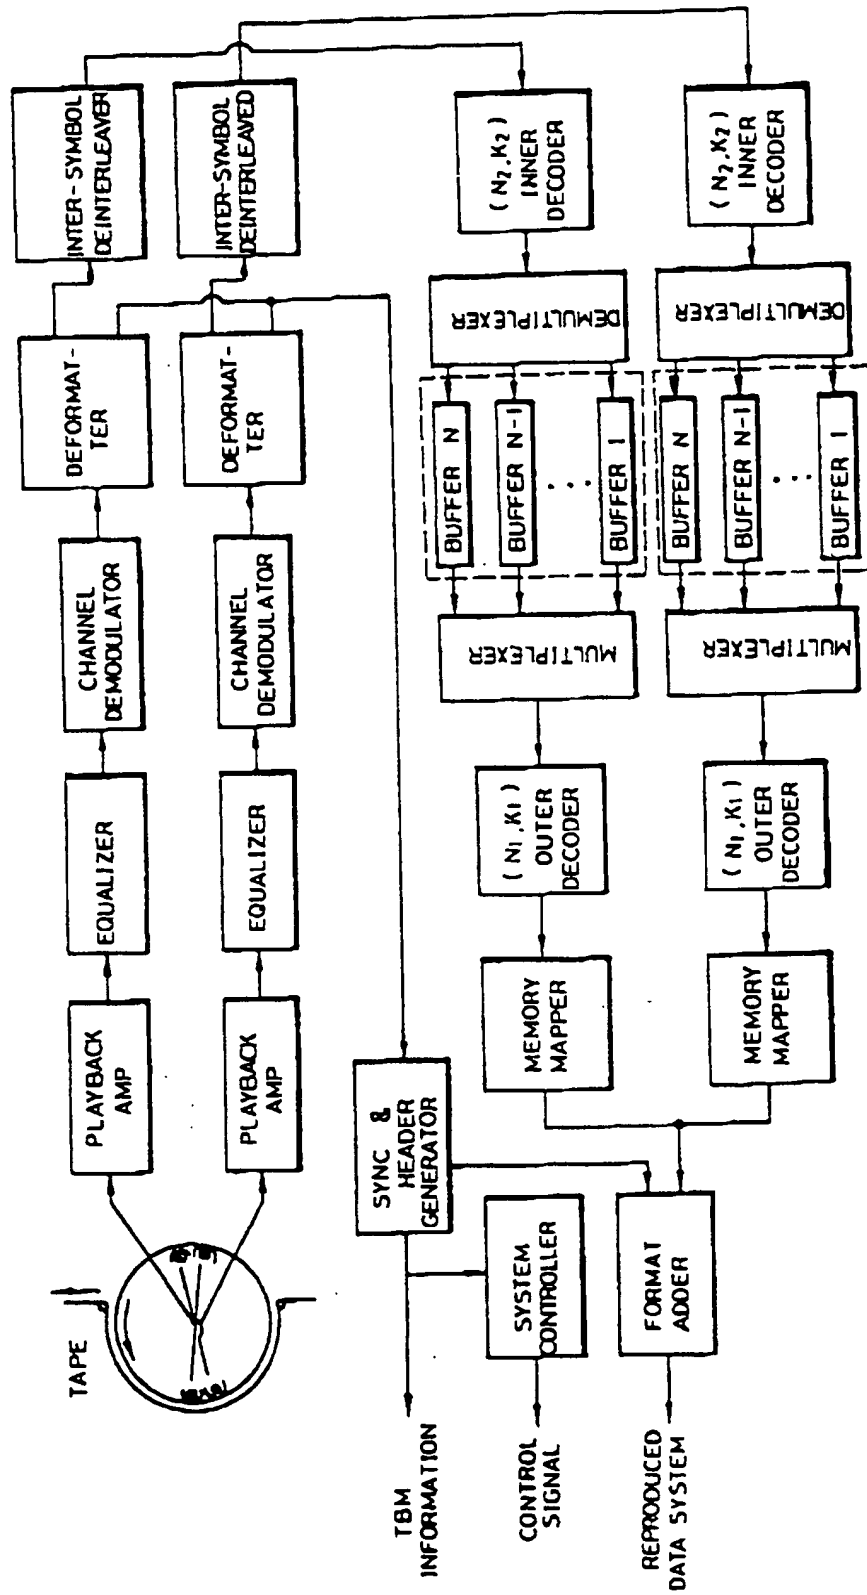 TAPE
PLAYBACK
AMP
EQUALIZER
CHANNEL
DEMODULATOR
DEFORMAT-
TER
INTER-SYMBOL
DEINTERLEAVER
PLAYBACK
AMP
EQUALIZER
CHANNEL
DEMODULATOR
DEFORMAT-
TER
INTER-SYMBOL
DEINTERLEAVED
TBM
INFORMATION
SYNC &
HEADER
GENERATOR
CONTROL
SIGNAL
SYSTEM
CONTROLLER
MEMORY
MAPPER
(N1,K1)
OUTER
DECODER
MULTIPLEXER
BUFFER N
BUFFER N-1
BUFFER 1
DEMULTIPLEXER
(N2,K2)
INNER
DECODER
REPRODUCED
DATA SYSTEM
FORMAT
ADDER
MEMORY
MAPPER
(N1,K1)
OUTER
DECODER
MULTIPLEXER
BUFFER N
BUFFER N-1
BUFFER 1
DEMULTIPLEXER
(N2,K2)
INNER
DECODER